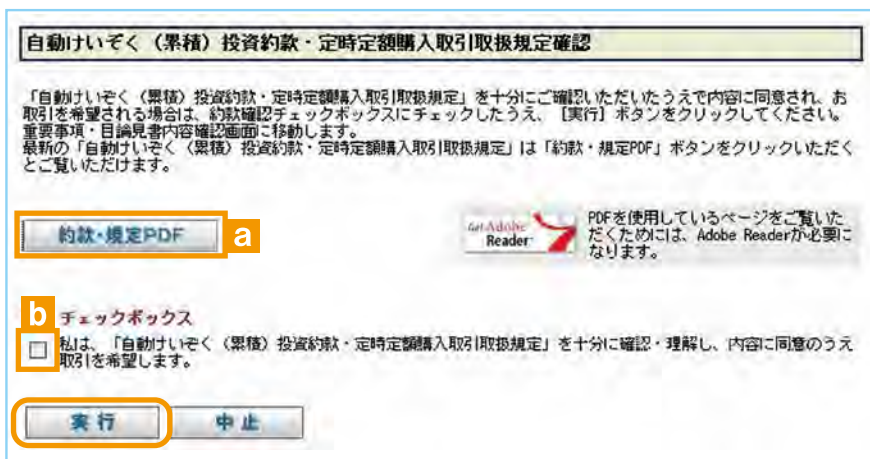 自動けいぞく（累積）投資約款・定時定額購入取引取扱規定確認
「自動けいぞく（累積）投資約款・定時定額購入取引取扱規定」を十分にご確認いただいたうえで内容に同意され、お
取引を希望される場合は、約款確認チェックボックスにチェックしたうえ、［実行］ボタンをクリックしてください。
重要事項・目論見書内容確認画面に移動します。
最新の「自動けいぞく（累積）投資約款・定時定額購入取引取扱規定」は「約款・規定PDF」ボタンをクリックいただく
とご覧いただけます。
約款・規定PDF
a
Get Adobe
Reader
PDFを使用しているページをご覧いた
だくためには、Adobe Readerが必要に
なります。
b
チェックボックス
私は、「自動けいぞく（累積）投資約款・定時定額購入取引取扱規定」を十分に確認・理解し、内容に同意のうえ
取引を希望します。
実行
中止